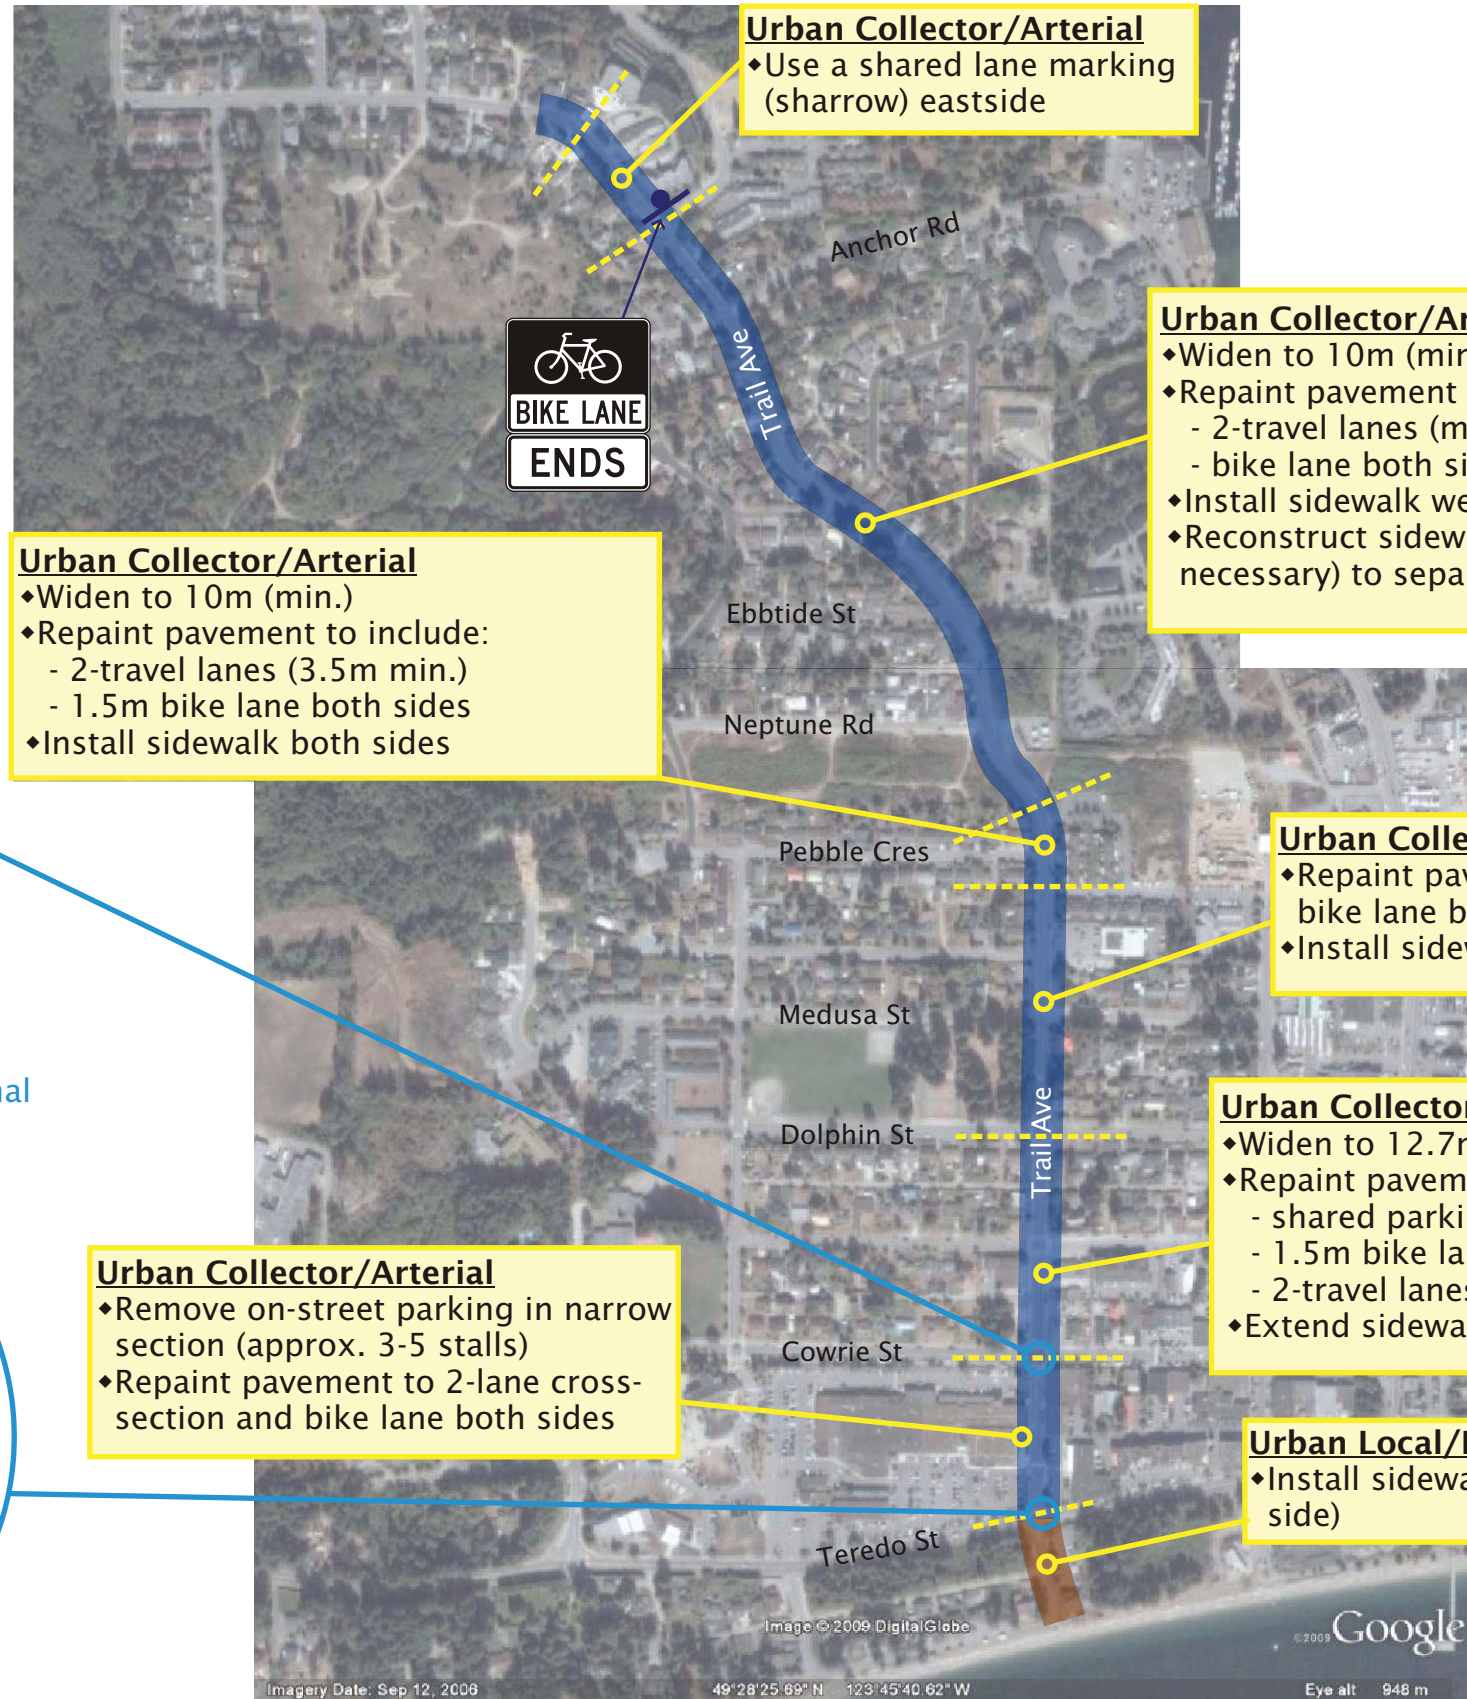 Urban Collector/Arterial
◆Use a shared lane marking
(sharrow) eastside
Anchor Rd
Trail Ave
BIKE LANE
ENDS
Urban Collector/Ar
◆Widen to 10m (min
◆Repaint pavement
- 2-travel lanes (m
- bike lane both si
◆Install sidewalk we
◆Reconstruct sidew
necessary) to sepa
Urban Collector/Arterial
◆Widen to 10m (min.)
◆Repaint pavement to include:
- 2-travel lanes (3.5m min.)
- 1.5m bike lane both sides
◆Install sidewalk both sides
Ebbtide St
Neptune Rd
Pebble Cres
Urban Colle
◆Repaint pav
bike lane b
◆Install sidew
Medusa St
nal
Dolphin St
Trail Ave
Urban Collector
◆Widen to 12.7m
◆Repaint pavem
- shared parki
- 1.5m bike la
- 2-travel lanes
◆Extend sidewa
Urban Collector/Arterial
◆Remove on-street parking in narrow
section (approx. 3-5 stalls)
◆Repaint pavement to 2-lane cross-
section and bike lane both sides
Cowrie St
Urban Local/
◆Install sidewa
side)
Teredo St
Image © 2009 DigitalGlobe
©2009 Google
Imagery Date: Sep 12, 2006
49°28'25.69" N 123°45'40.62" W
Eye alt 948 m